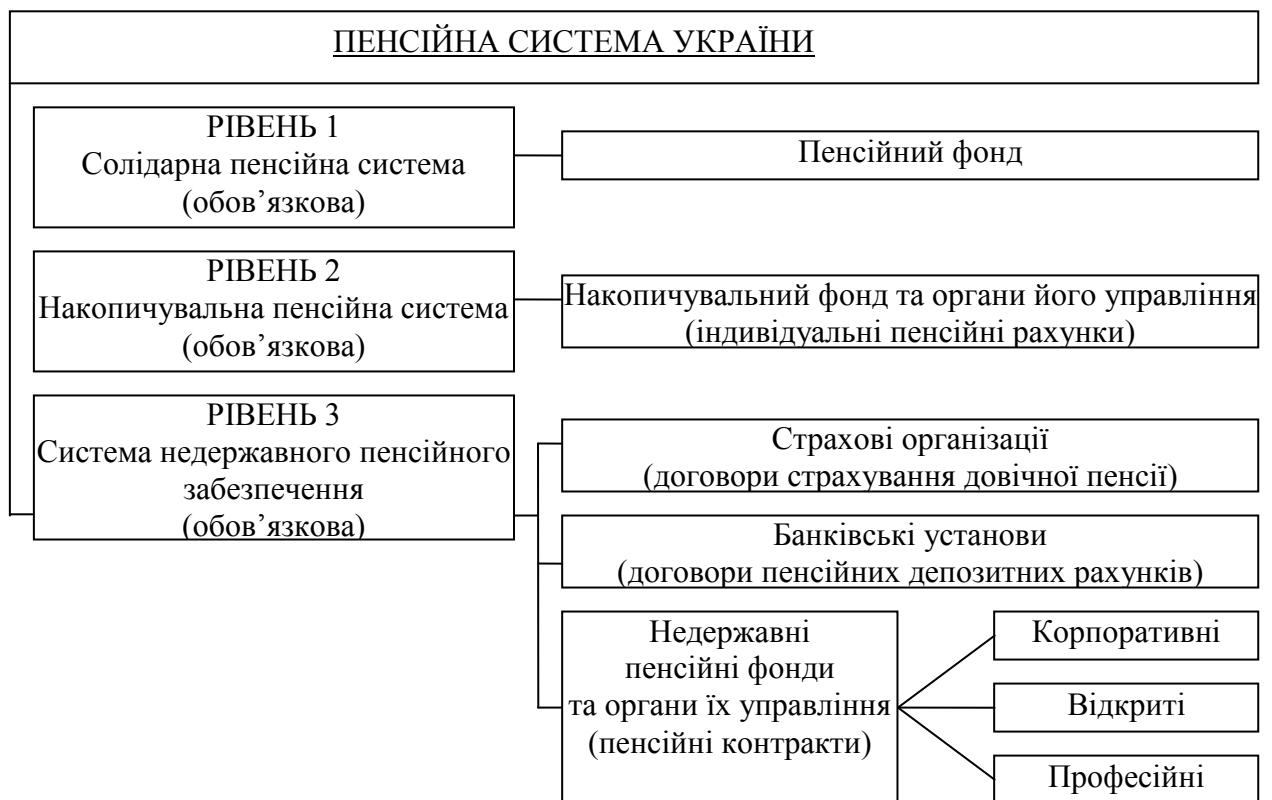 ПЕНСІЙНА СИСТЕМА УКРАЇНИ
РІВЕНЬ 1
Солідарна пенсійна система
(обов’язкова)
Пенсійний фонд
РІВЕНЬ 2
Накопичувальна пенсійна система
(обов’язкова)
Накопичувальний фонд та органи його управління
(індивідуальні пенсійні рахунки)
РІВЕНЬ 3
Система недержавного пенсійного
забезпечення
(обов’язкова)
Страхові організації
(договори страхування довічної пенсії)
Банківські установи
(договори пенсійних депозитних рахунків)
Недержавні
пенсійні фонди
та органи їх управління
(пенсійні контракти)
Корпоративні
Відкриті
Професійні